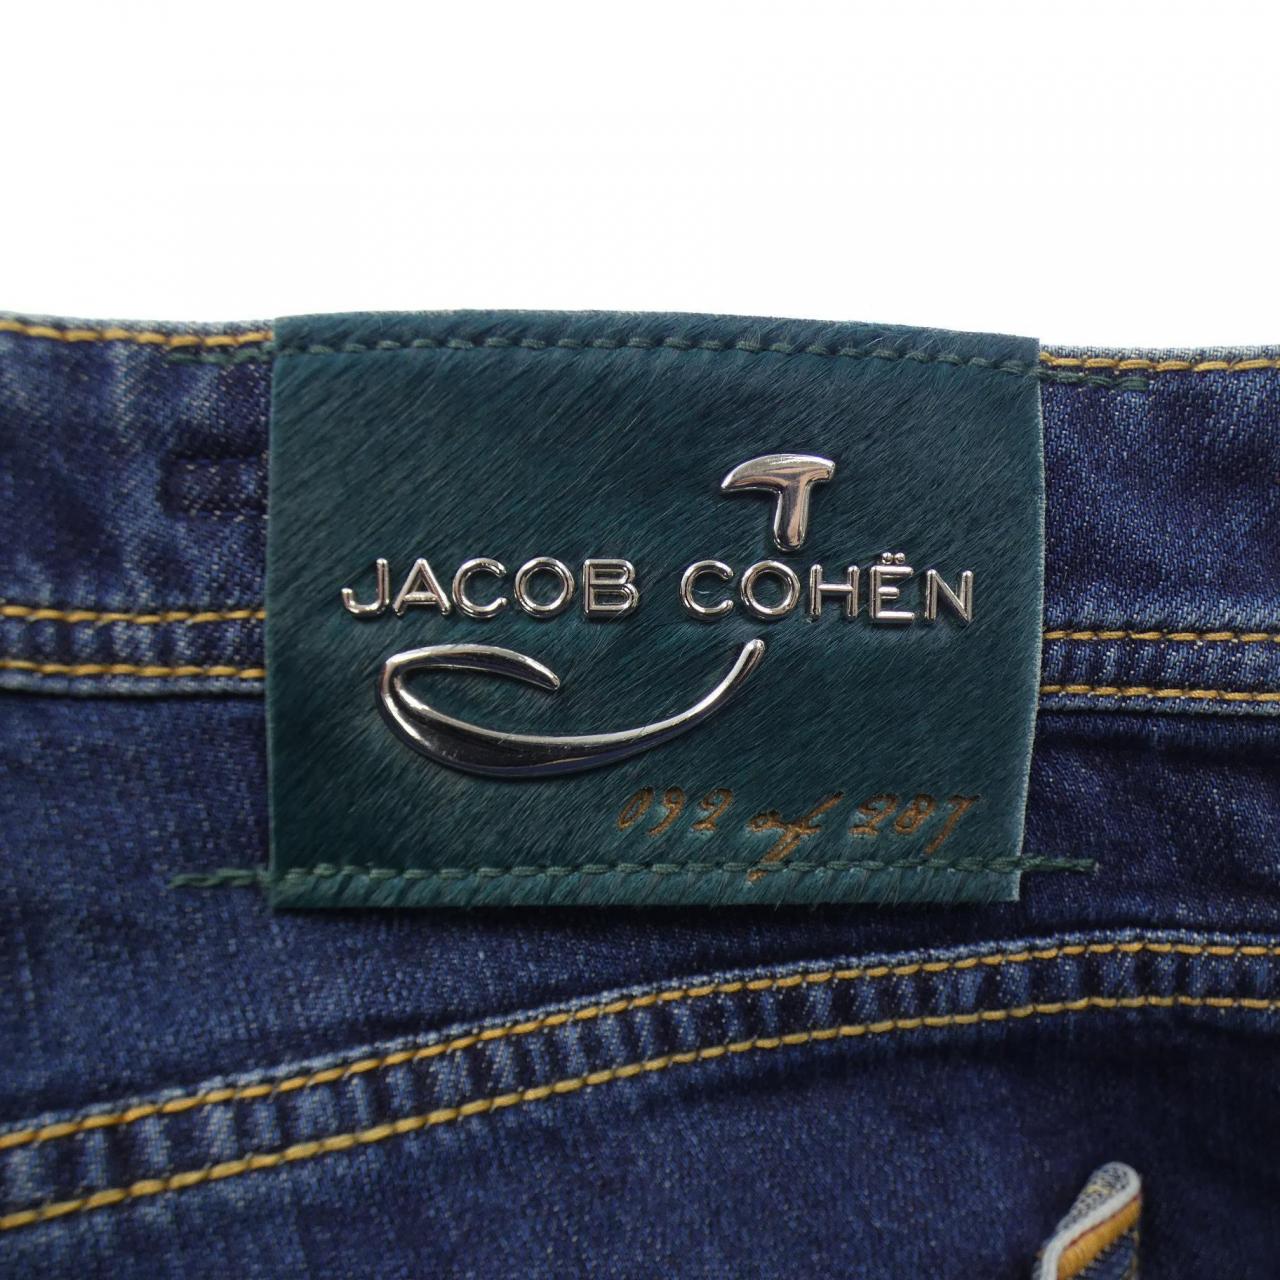 JACOB COHËN
092 of 287